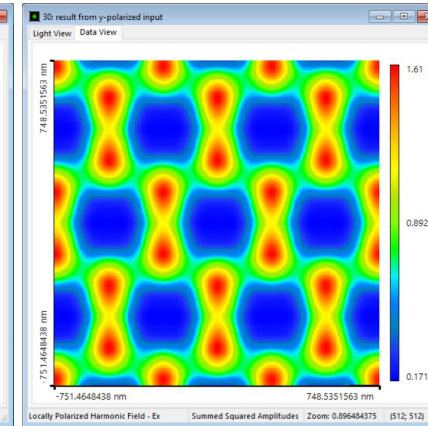 30: result from y-polarized input
Light View Data View
748.5351563 nm
-751.4648438 nm
1.61
0.892
0.171
-751.4648438 nm 748.5351563 nm
Locally Polarized Harmonic Field - Ex Summed Squared Amplitudes Zoom: 0.896484375 (512; 512)